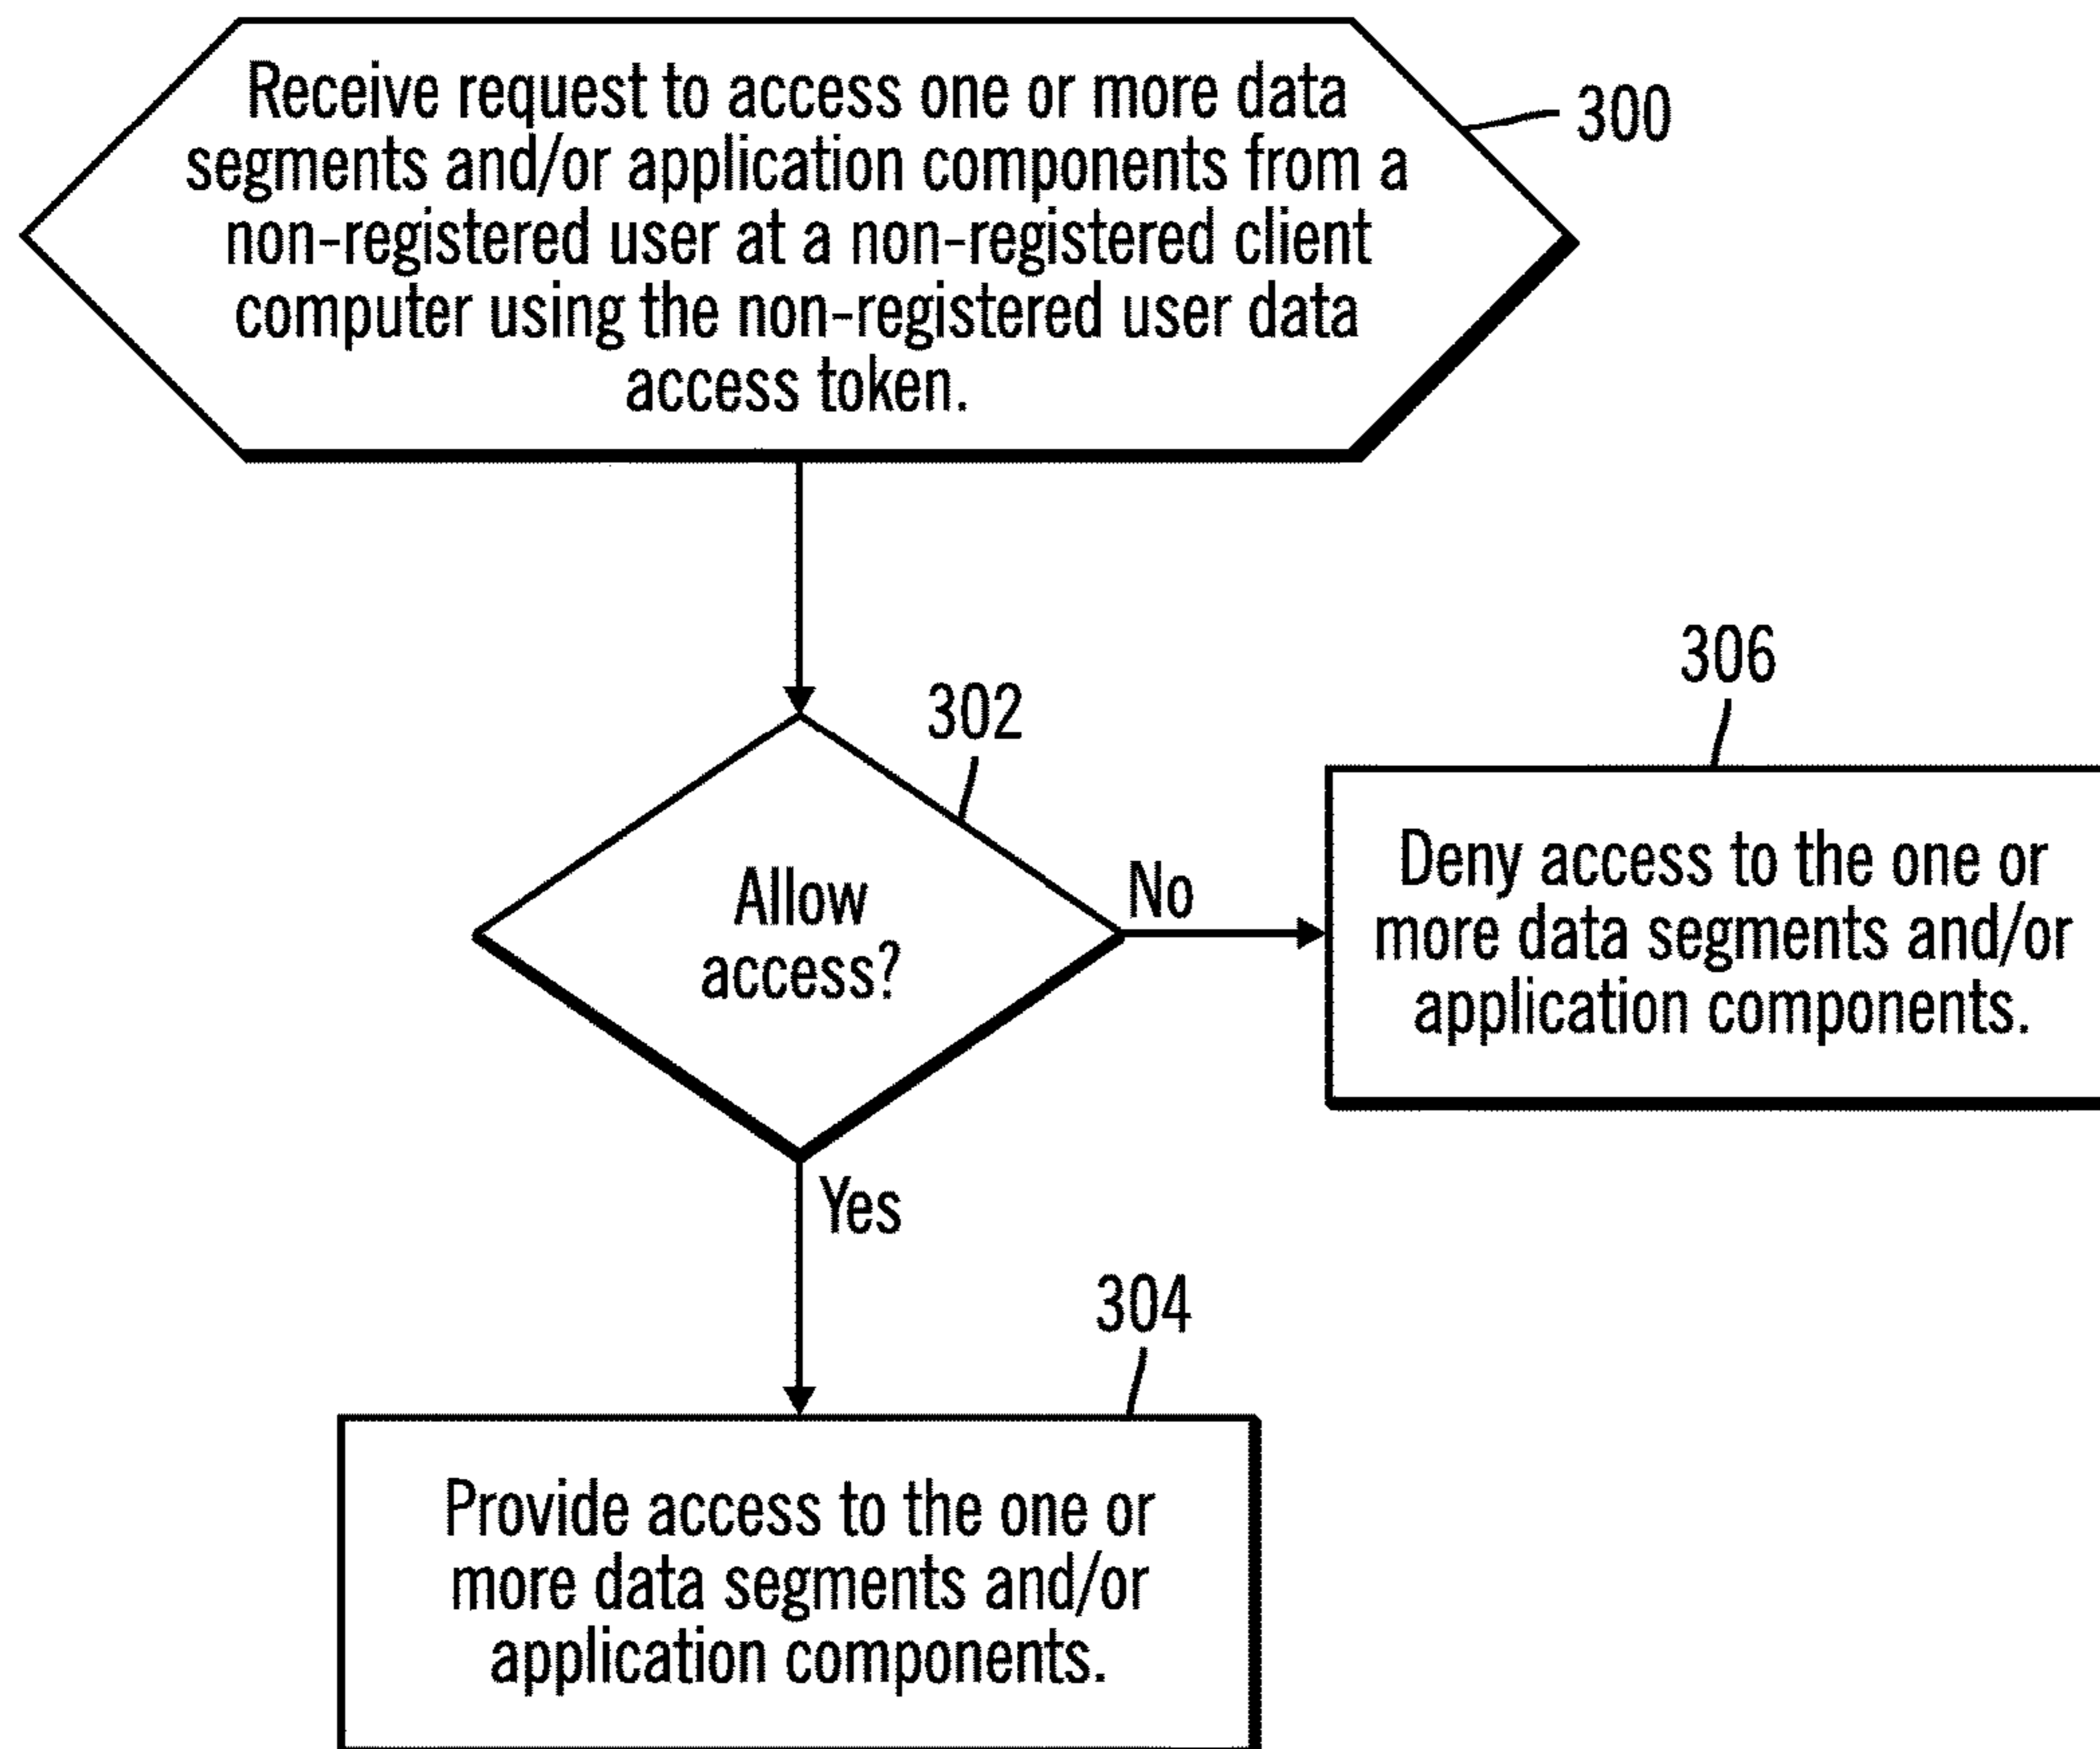 Receive request to access one or more data
segments and/or application components from a
non-registered user at a non-registered client
computer using the non-registered user data
access token.
300
302
Allow
access?
No
306
Deny access to the one or
more data segments and/or
application components.
Yes
304
Provide access to the one or
more data segments and/or
application components.